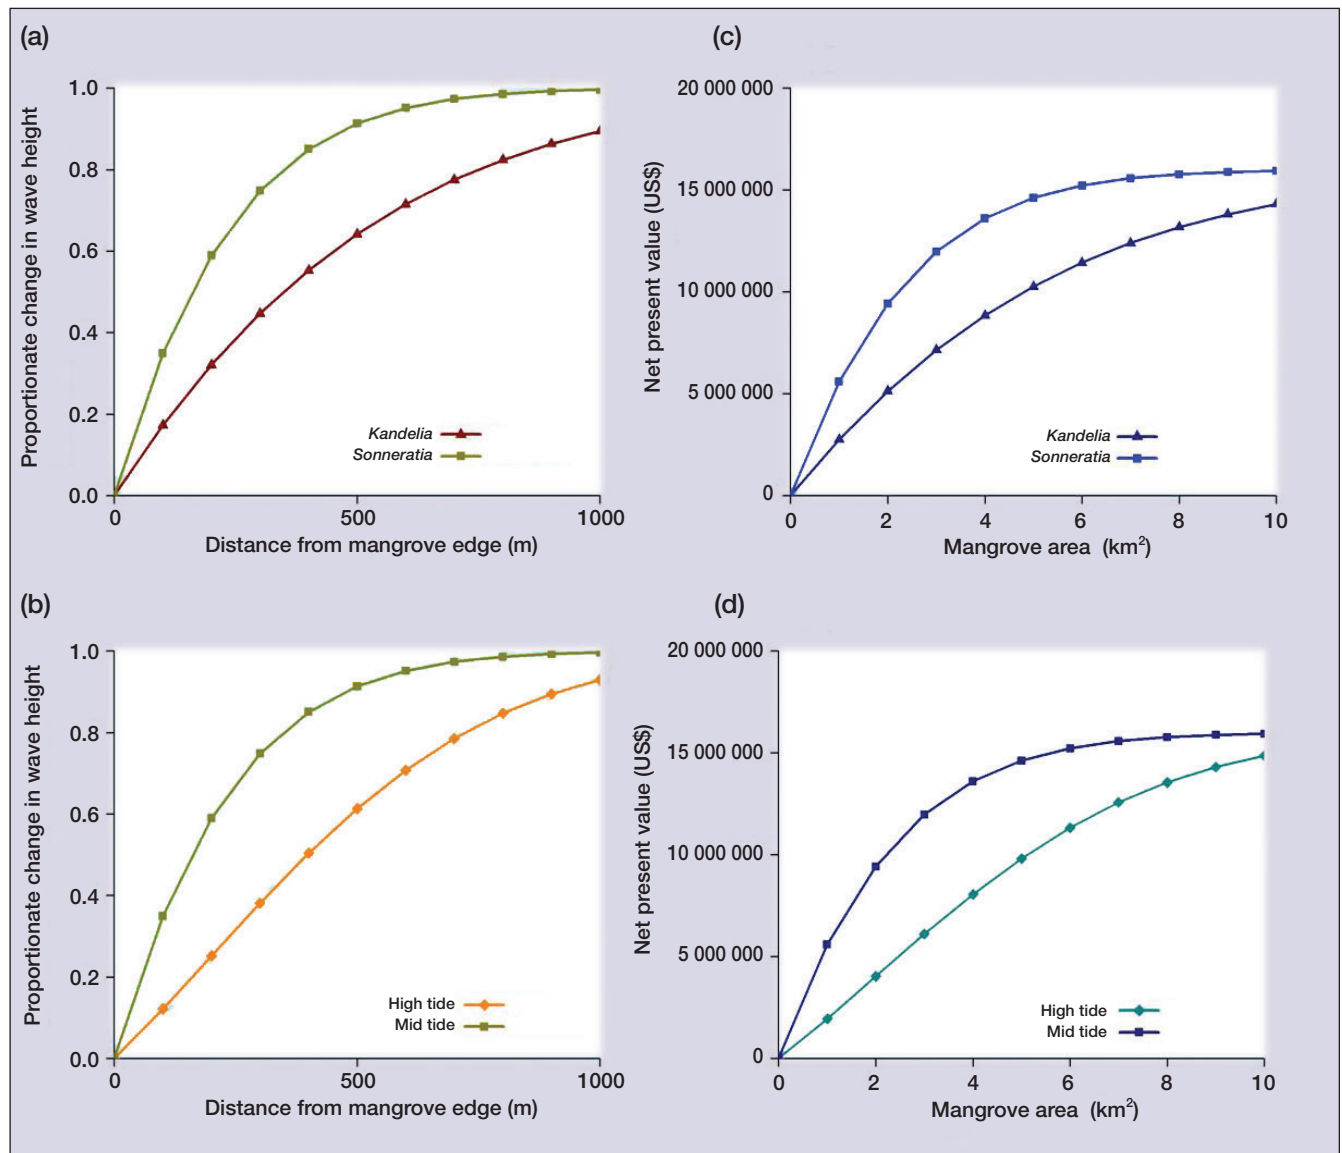 (a)
Proportionate change in wave height
1.0
0.8
0.6
0.4
0.2
0.0
Kandelia
Sonneratia
0 500 1000
Distance from mangrove edge (m)
(c)
Net present value (US$)
20 000 000
15 000 000
10 000 000
5 000 000
0
Kandelia
Sonneratia
0 2 4 6 8 10
Mangrove area (km²)
(b)
Proportionate change in wave height
1.0
0.8
0.6
0.4
0.2
0.0
High tide
Mid tide
0 500 1000
Distance from mangrove edge (m)
(d)
Net present value (US$)
20 000 000
15 000 000
10 000 000
5 000 000
0
High tide
Mid tide
0 2 4 6 8 10
Mangrove area (km²)